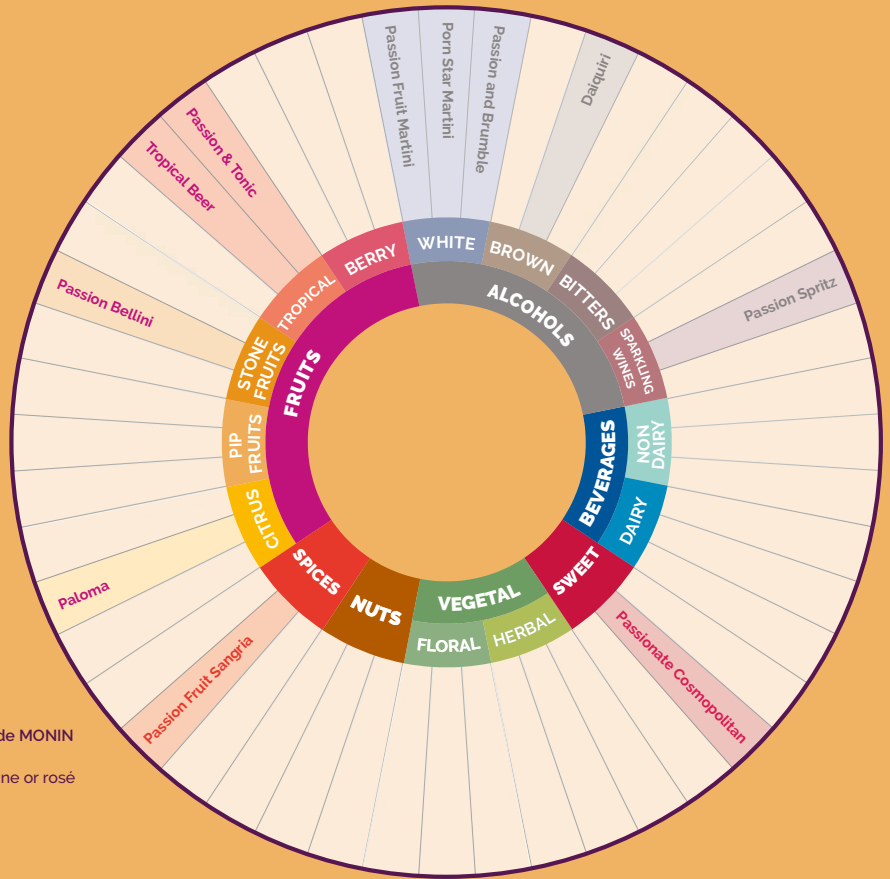 Passion Fruit Martini
Porn Star Martini
Passion and Brumble
Daiquiri
Passion Spritz
Passionate Cosmopolitan
Passion Fruit Sangria
Paloma
Passion Bellini
Tropical Beer
Passion & Tonic
WHITE
BROWN
BITTERS
SPARKLING
WINES
NON
DAIRY
DAIRY
SWEET
HERBAL
FLORAL
NUTS
SPICES
CITRUS
PIP
FRUITS
STONE
FRUITS
TROPICAL
BERRY
ALCOHOLS
BEVERAGES
VEGETAL
FRUITS
de MONIN
ne or rosé